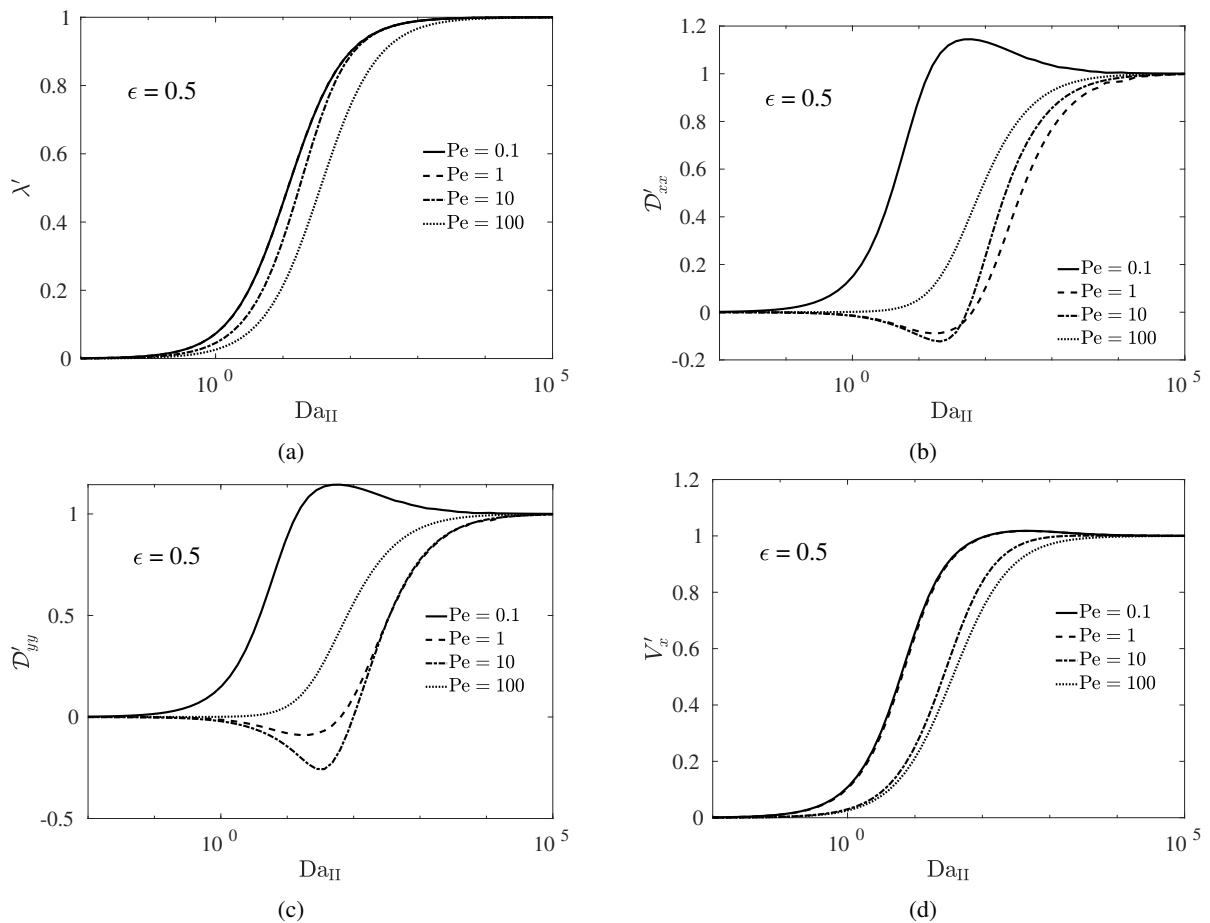 1
0.8
0.6
0.4
0.2
0
λ′
ϵ = 0.5
Pe = 0.1
Pe = 1
Pe = 10
Pe = 100
10^0
10^5
Da_II
(a)
1.2
1
0.8
0.6
0.4
0.2
0
-0.2
𝒟′_xx
ϵ = 0.5
Pe = 0.1
Pe = 1
Pe = 10
Pe = 100
10^0
10^5
Da_II
(b)
1
0.5
0
-0.5
𝒟′_yy
ϵ = 0.5
Pe = 0.1
Pe = 1
Pe = 10
Pe = 100
10^0
10^5
Da_II
(c)
1.2
1
0.8
0.6
0.4
0.2
0
V′_x
ϵ = 0.5
Pe = 0.1
Pe = 1
Pe = 10
Pe = 100
10^0
10^5
Da_II
(d)